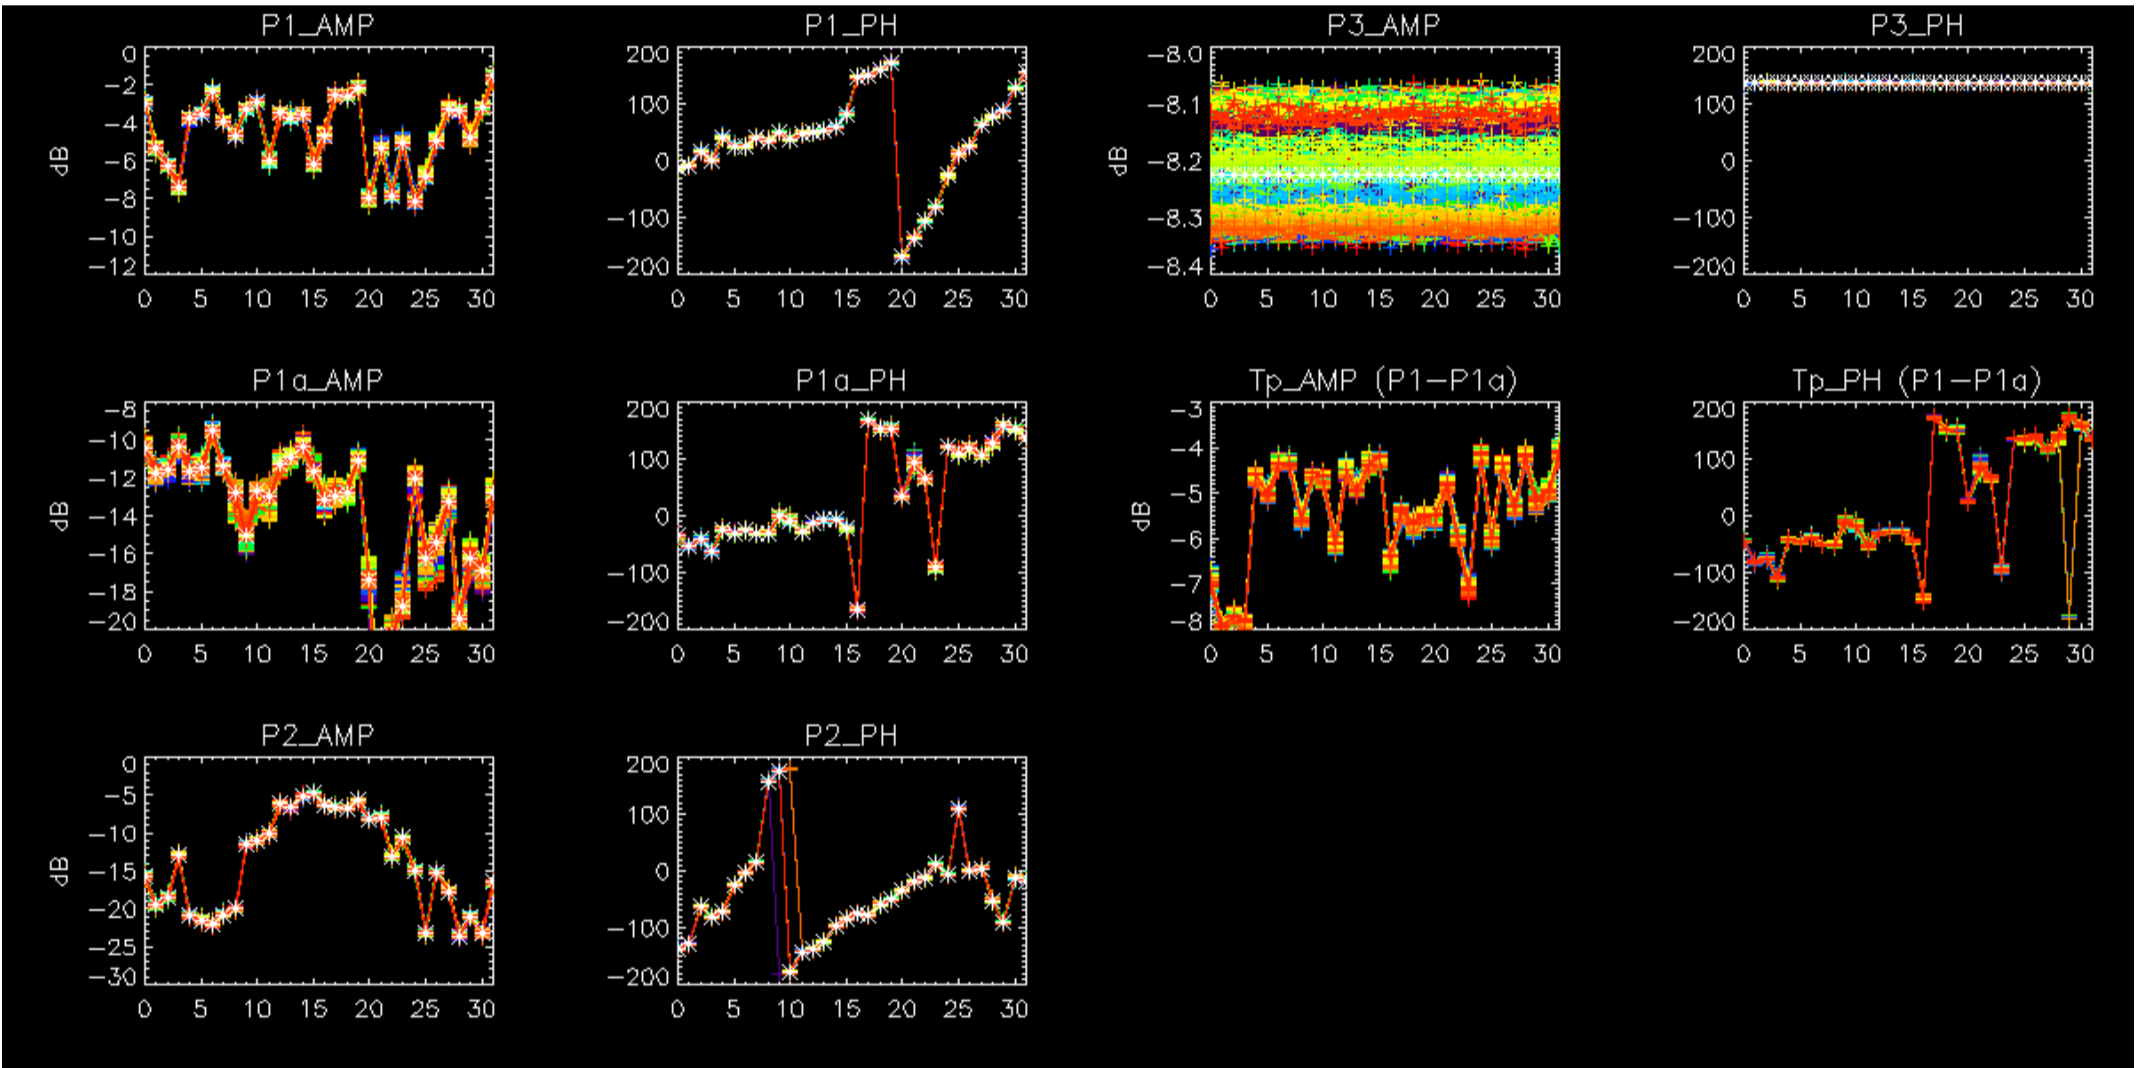 P1_AMP
P1_PH
P3_AMP
P3_PH
0
-2
-4
-6
-8
-10
-12
dB
0 5 10 15 20 25 30
200
100
0
-100
-200
0 5 10 15 20 25 30
-8.0
-8.1
-8.2
-8.3
-8.4
dB
0 5 10 15 20 25 30
200
100
0
-100
-200
0 5 10 15 20 25 30
P1a_AMP
P1a_PH
Tp_AMP (P1-P1a)
Tp_PH (P1-P1a)
-8
-10
-12
-14
-16
-18
-20
dB
0 5 10 15 20 25 30
200
100
0
-100
-200
0 5 10 15 20 25 30
-3
-4
-5
-6
-7
-8
dB
0 5 10 15 20 25 30
200
100
0
-100
-200
0 5 10 15 20 25 30
P2_AMP
P2_PH
0
-5
-10
-15
-20
-25
-30
dB
0 5 10 15 20 25 30
200
100
0
-100
-200
0 5 10 15 20 25 30